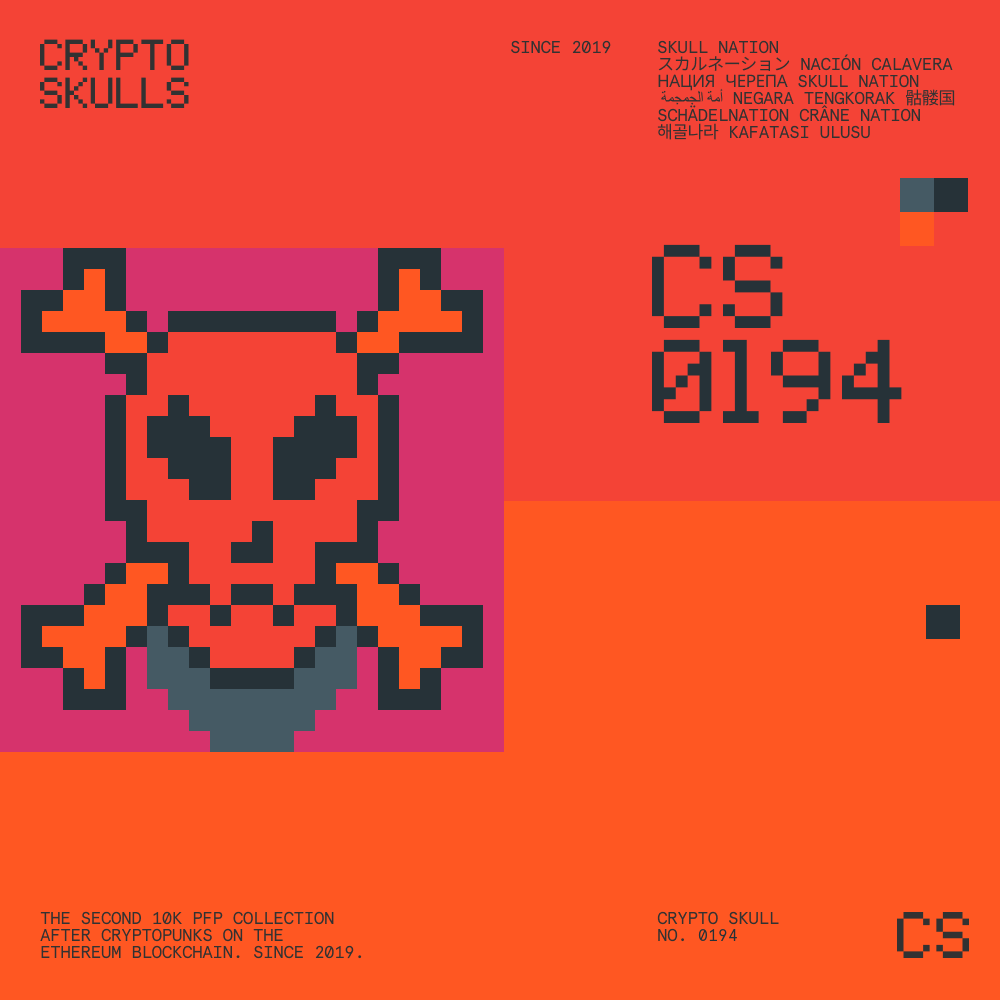 CRYPTO
SKULLS
SINCE 2019
SKULL NATION
スカルネーション NACIÓN CALAVERA
НАЦИЯ ЧЕРЕПА SKULL NATION
أمة الجمجمة NEGARA TENGKORAK 骷髅国
SCHÄDELNATION CRÂNE NATION
해골나라 KAFATASI ULUSU
CS
0194
THE SECOND 10K PFP COLLECTION
AFTER CRYPTOPUNKS ON THE
ETHEREUM BLOCKCHAIN. SINCE 2019.
CRYPTO SKULL
NO. 0194
CS